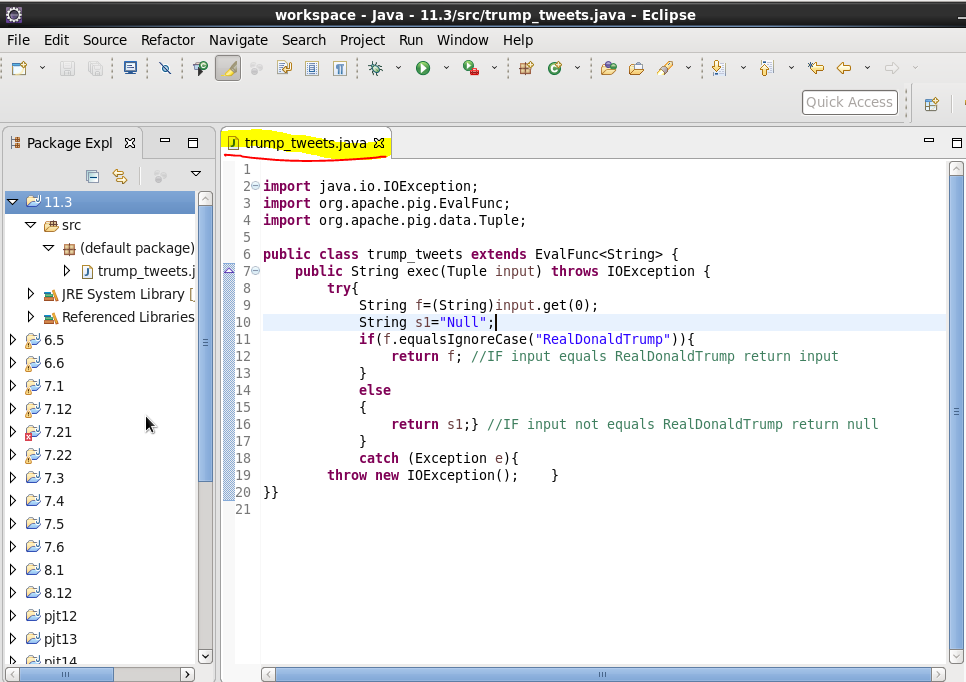 workspace - Java - 11.3/src/trump_tweets.java - Eclipse
File Edit Source Refactor Navigate Search Project Run Window Help
Quick Access
Package Expl
trump_tweets.java
11.3
src
(default package)
trump_tweets.j
JRE System Library [
Referenced Libraries
6.5
6.6
7.1
7.12
7.21
7.22
7.3
7.4
7.5
7.6
8.1
8.12
pjt12
pjt13
pjt14
1
2 import java.io.IOException;
3 import org.apache.pig.EvalFunc;
4 import org.apache.pig.data.Tuple;
5
6 public class trump_tweets extends EvalFunc<String> {
7     public String exec(Tuple input) throws IOException {
8         try{
9             String f=(String)input.get(0);
10             String s1="Null";
11             if(f.equalsIgnoreCase("RealDonaldTrump")){
12                 return f; //IF input equals RealDonaldTrump return input
13             }
14             else
15             {
16                 return s1;} //IF input not equals RealDonaldTrump return null
17             }
18             catch (Exception e){
19         throw new IOException();    }
20 }}
21